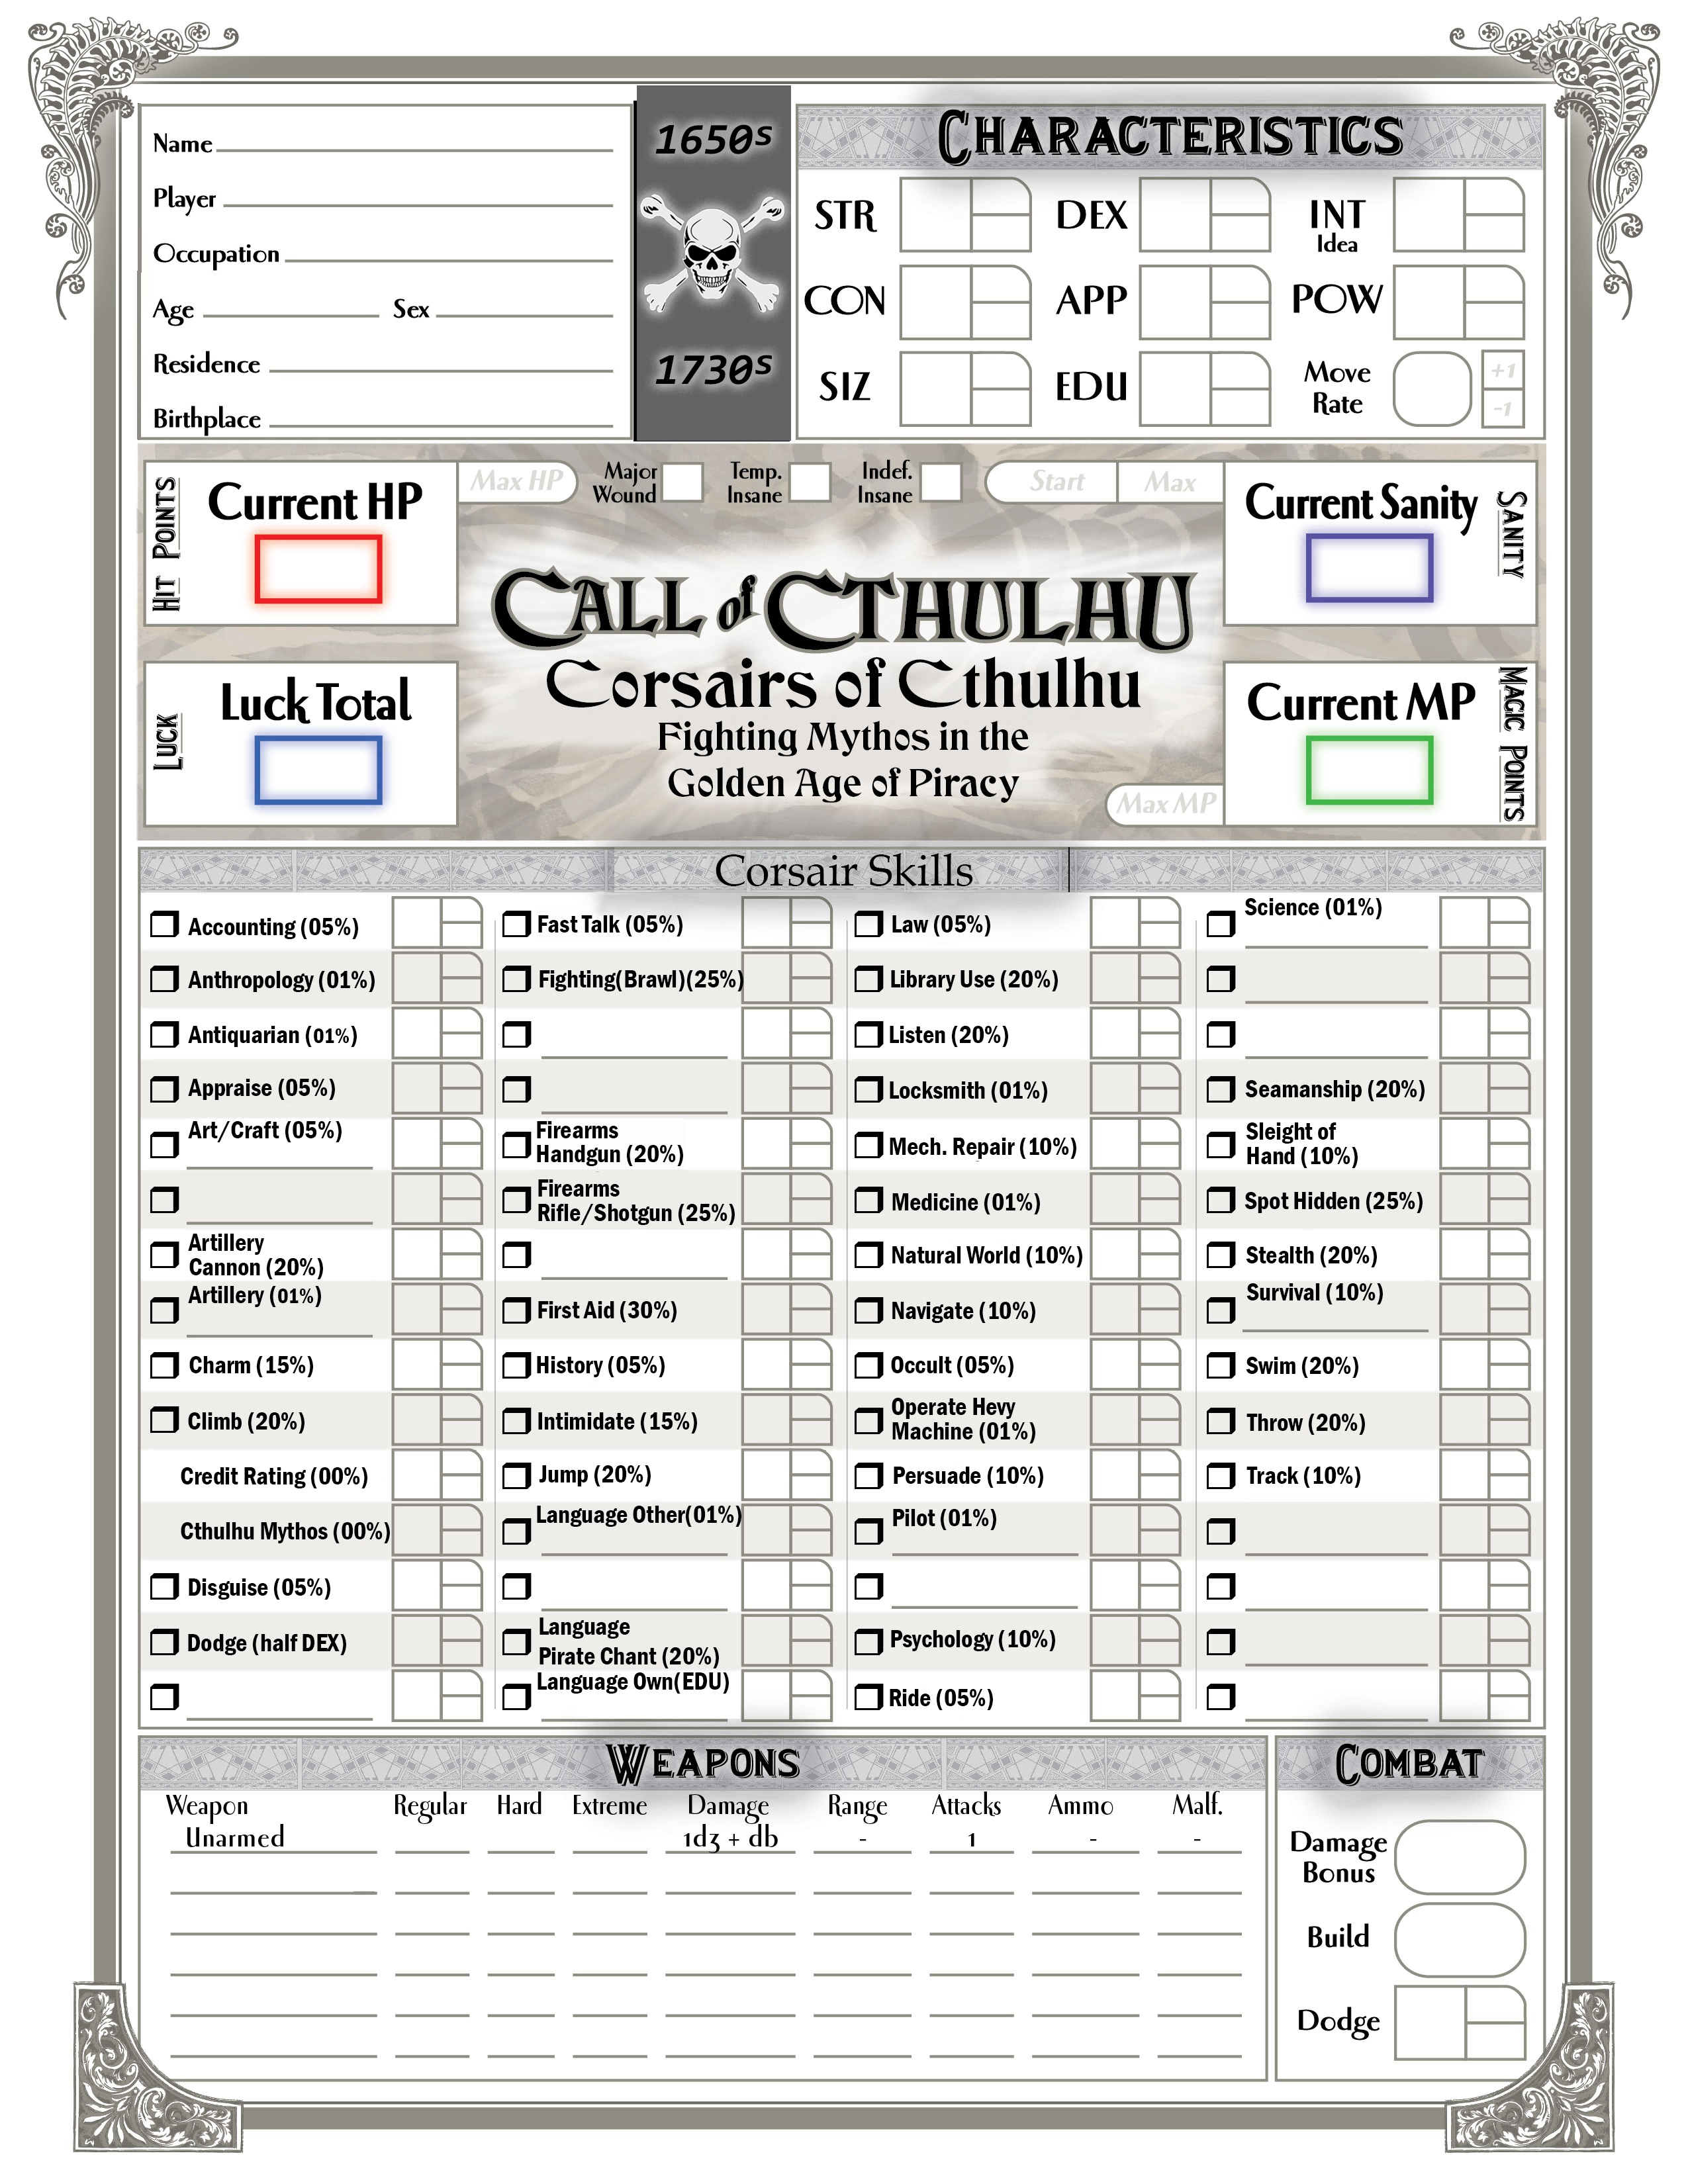 Name
Player
Occupation
Age Sex
Residence
Birthplace
1650s
1730s
CHARACTERISTICS
STR DEX INT
Idea
CON APP POW
SIZ EDU Move
Rate
+1
-1
HIT POINTS
Current HP
Max HP
Major
Wound
Temp.
Insane
Indef.
Insane
Start Max
Current Sanity
SANITY
CALL of CTHULHU
Corsairs of Cthulhu
Fighting Mythos in the
Golden Age of Piracy
LUCK
Luck Total
Current MP
MAGIC POINTS
Max MP
Corsair Skills
Accounting (05%)
Anthropology (01%)
Antiquarian (01%)
Appraise (05%)
Art/Craft (05%)
Artillery
Cannon (20%)
Artillery (01%)
Charm (15%)
Climb (20%)
Credit Rating (00%)
Cthulhu Mythos (00%)
Disguise (05%)
Dodge (half DEX)
Fast Talk (05%)
Fighting(Brawl)(25%)
Firearms
Handgun (20%)
Firearms
Rifle/Shotgun (25%)
First Aid (30%)
History (05%)
Intimidate (15%)
Jump (20%)
Language Other(01%)
Language
Pirate Chant (20%)
Language Own(EDU)
Law (05%)
Library Use (20%)
Listen (20%)
Locksmith (01%)
Mech. Repair (10%)
Medicine (01%)
Natural World (10%)
Navigate (10%)
Occult (05%)
Operate Hevy
Machine (01%)
Persuade (10%)
Pilot (01%)
Psychology (10%)
Ride (05%)
Science (01%)
Seamanship (20%)
Sleight of
Hand (10%)
Spot Hidden (25%)
Stealth (20%)
Survival (10%)
Swim (20%)
Throw (20%)
Track (10%)
WEAPONS
Weapon Regular Hard Extreme Damage Range Attacks Ammo Malf.
Unarmed 1d3 + db - 1 - -
COMBAT
Damage
Bonus
Build
Dodge